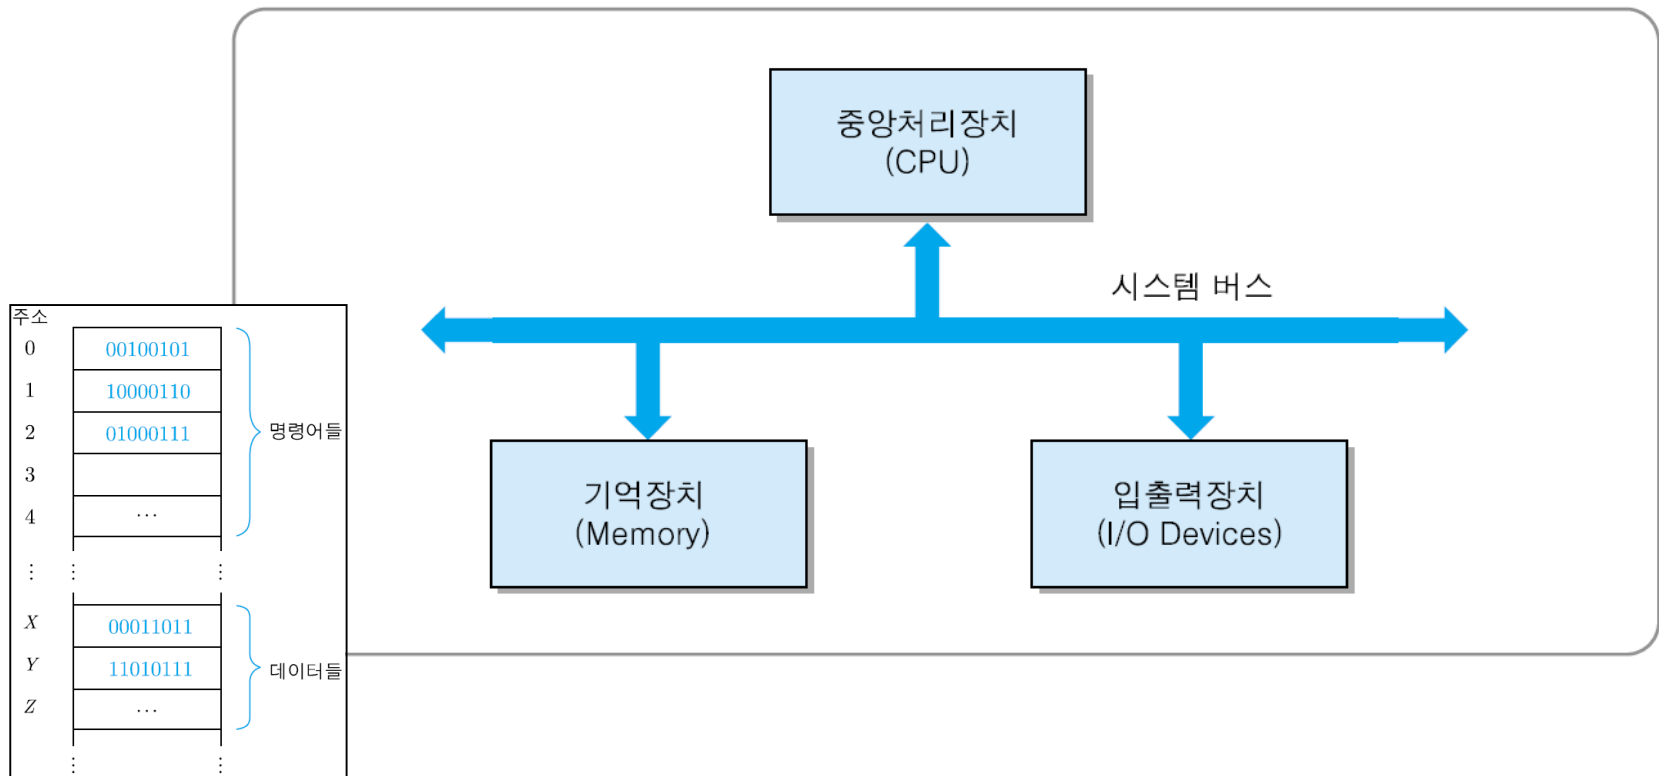 중앙처리장치
(CPU)
시스템 버스
기억장치
(Memory)
입출력장치
(I/O Devices)
주소
0 00100101
1 10000110
2 01000111
3
4 ...
명령어들
⋮ ⋮ ⋮
X 00011011
Y 11010111
Z ...
데이터들
⋮ ⋮